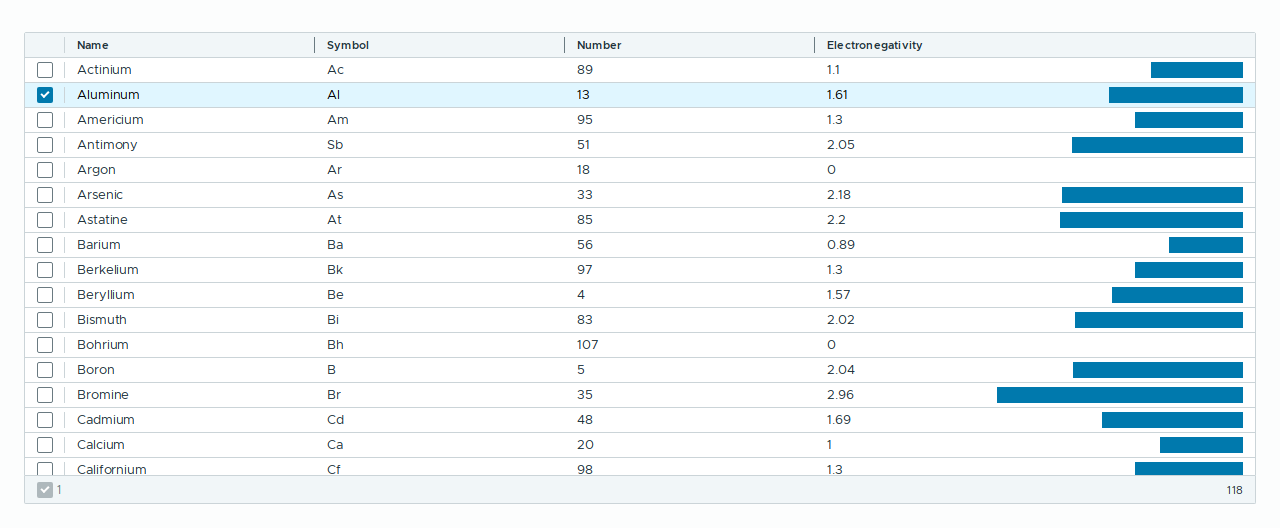 Name Symbol Number Electronegativity
Actinium Ac 89 1.1
Aluminum Al 13 1.61
Americium Am 95 1.3
Antimony Sb 51 2.05
Argon Ar 18 0
Arsenic As 33 2.18
Astatine At 85 2.2
Barium Ba 56 0.89
Berkelium Bk 97 1.3
Beryllium Be 4 1.57
Bismuth Bi 83 2.02
Bohrium Bh 107 0
Boron B 5 2.04
Bromine Br 35 2.96
Cadmium Cd 48 1.69
Calcium Ca 20 1
Californium Cf 98 1.3
1 118